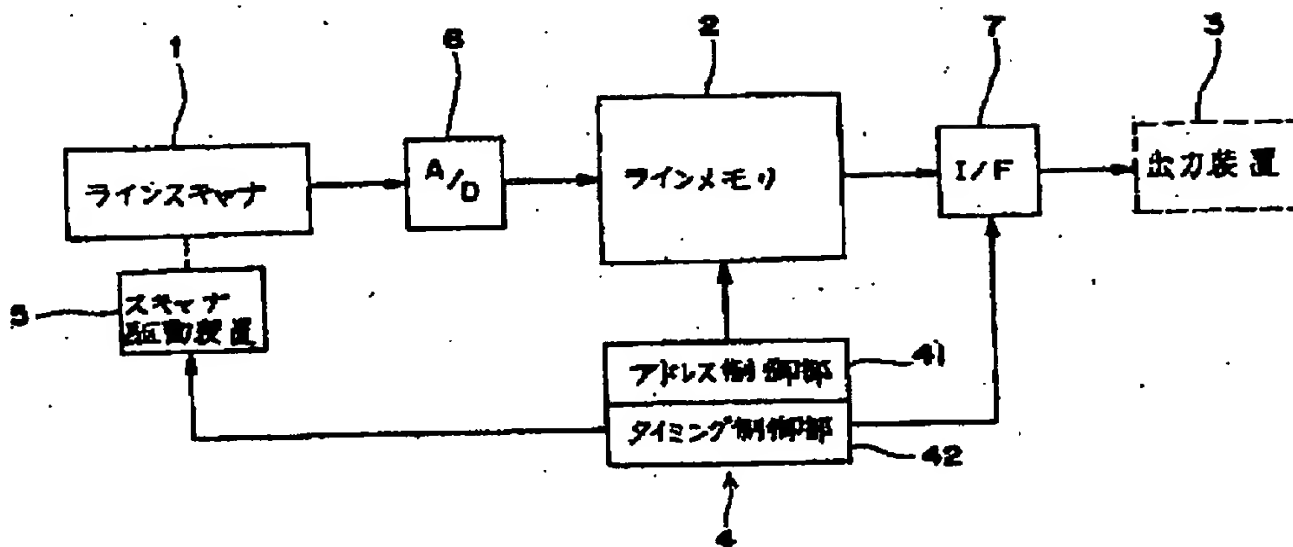 1
6
2
7
3
ラインスキャナ
A/D
ラインメモリ
I/F
出力装置
5
スキャナ
駆動装置
アドレス制御部
41
タイミング制御部
42
4